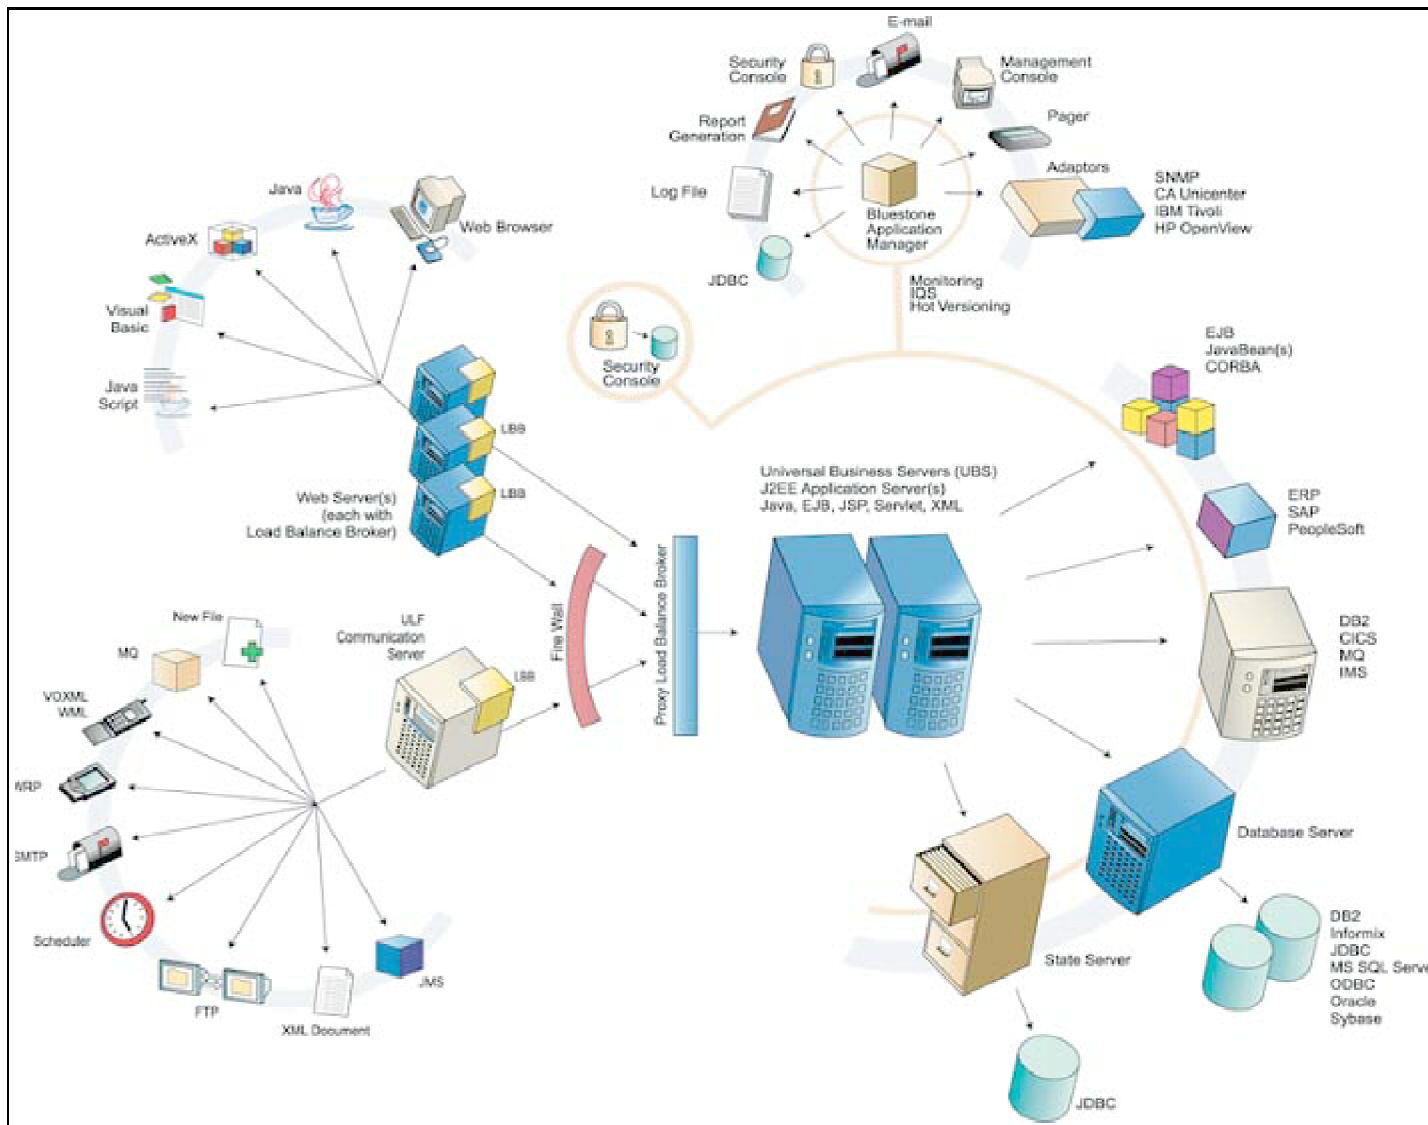 E-mail
Security
Console
Management
Console
Report
Generation
Pager
Log File
Adaptors
SNMP
CA Unicenter
IBM Tivoli
HP OpenView
Bluestone
Application
Manager
JDBC
Monitoring
IQS
Hot Versioning
Java
Web Browser
ActiveX
Visual
Basic
Java
Script
Security
Console
EJB
JavaBean(s)
CORBA
LBB
LBB
Web Server(s)
(each with
Load Balance Broker)
Universal Business Servers (UBS)
J2EE Application Server(s)
Java, EJB, JSP, Servlet, XML
ERP
SAP
PeopleSoft
Fire Wall
Proxy Load Balance Broker
DB2
CICS
MQ
IMS
New File
ULF
Communication
Server
LBB
MQ
VOXML
WML
WRP
SMTP
Scheduler
FTP
XML Document
JMS
Database Server
State Server
DB2
Informix
JDBC
MS SQL Serve
ODBC
Oracle
Sybase
JDBC